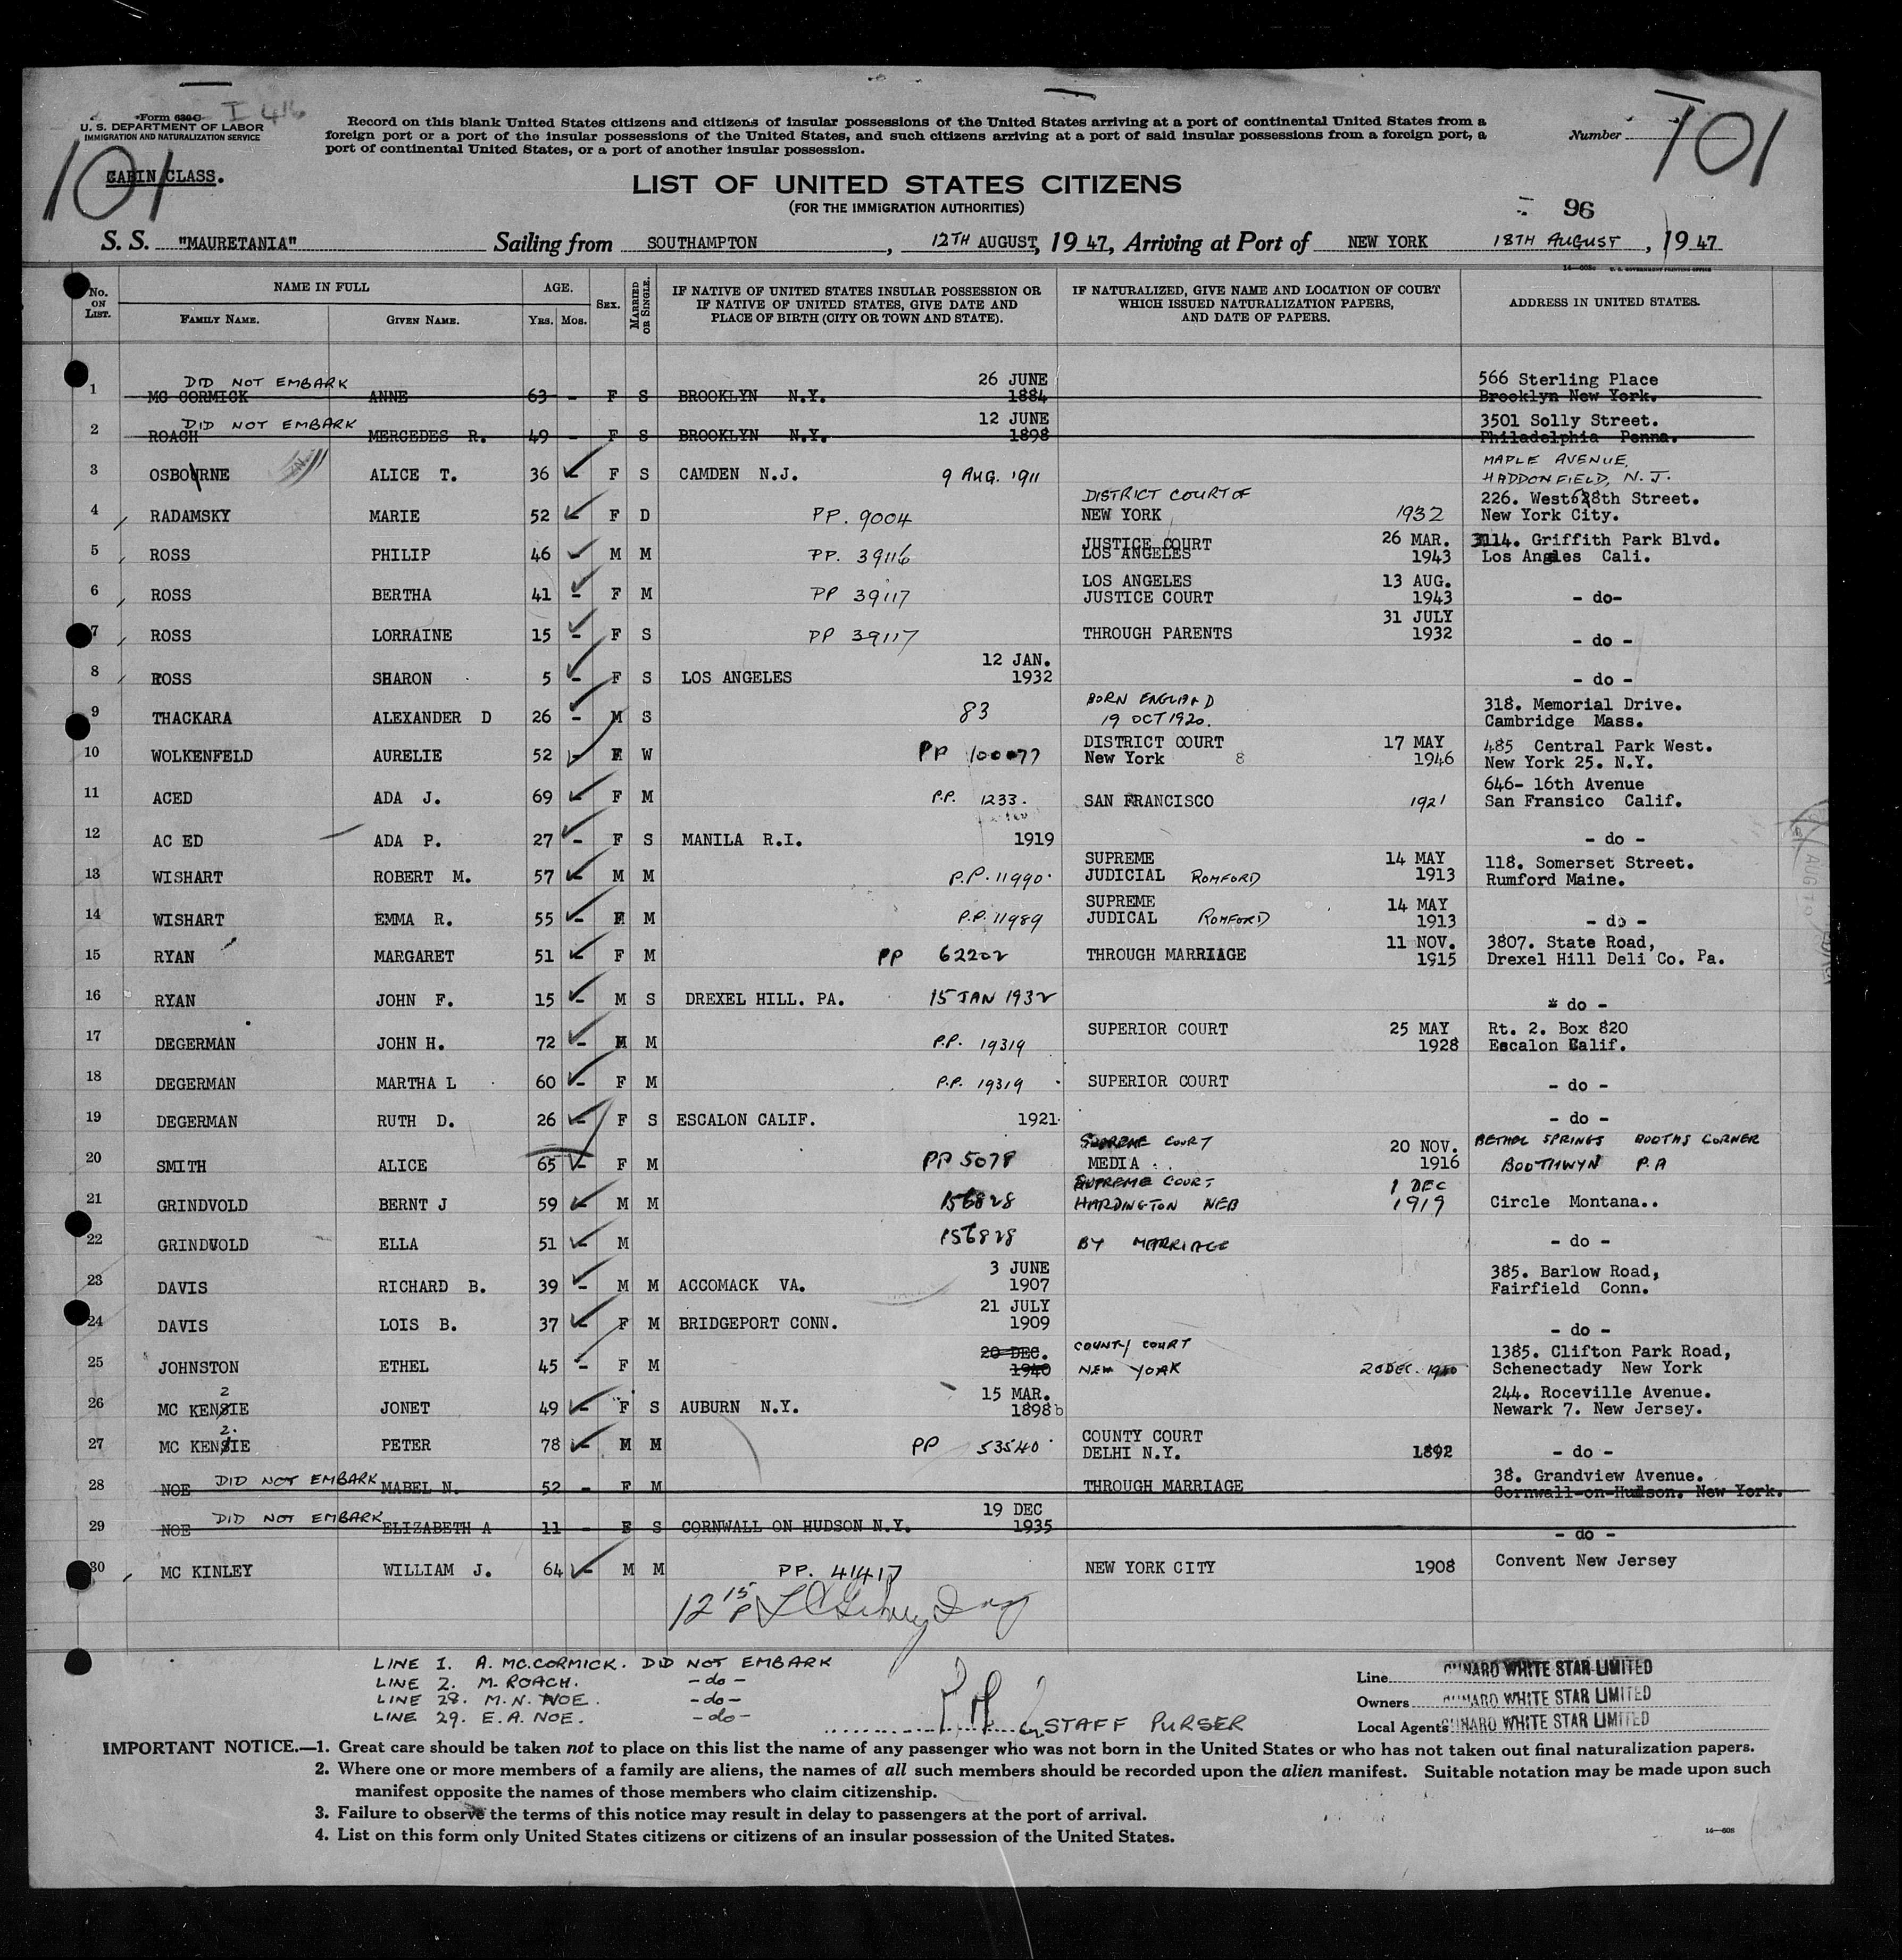 Form 630-C I 416
U. S. DEPARTMENT OF LABOR
IMMIGRATION AND NATURALIZATION SERVICE
101
CABIN CLASS.
Record on this blank United States citizens and citizens of insular possessions of the United States arriving at a port of continental United States from a
foreign port or a port of the insular possessions of the United States, and such citizens arriving at a port of said insular possessions from a foreign port, a
port of continental United States, or a port of another insular possession.
Number
101
LIST OF UNITED STATES CITIZENS
(FOR THE IMMIGRATION AUTHORITIES)
96
S. S. "MAURETANIA" Sailing from SOUTHAMPTON, 12TH AUGUST, 19 47, Arriving at Port of NEW YORK 18TH AUGUST, 19 47
No. ON LIST. NAME IN FULL FAMILY NAME. GIVEN NAME. AGE. YRS. MOS. SEX. MARRIED OR SINGLE. IF NATIVE OF UNITED STATES INSULAR POSSESSION OR IF NATIVE OF UNITED STATES, GIVE DATE AND PLACE OF BIRTH (CITY OR TOWN AND STATE). IF NATURALIZED, GIVE NAME AND LOCATION OF COURT WHICH ISSUED NATURALIZATION PAPERS, AND DATE OF PAPERS. ADDRESS IN UNITED STATES.
DID NOT EMBARK 26 JUNE 566 Sterling Place
1 MC CORMICK ANNE 63 - F S BROOKLYN N.Y. 1884 Brooklyn New York.
DID NOT EMBARK 12 JUNE 3501 Solly Street.
2 ROACH MERCEDES R. 49 - F S BROOKLYN N.Y. 1898 Philadelphia Penna.
MAPLE AVENUE,
3 OSBOURNE ALICE T. 36 F S CAMDEN N.J. 9 AUG. 1911 HADDONFIELD, N.J.
DISTRICT COURT OF 226. West 68th Street.
4 RADAMSKY MARIE 52 - F D PP. 9004 NEW YORK 1932 New York City.
JUSTICE COURT 26 MAR. 3114. Griffith Park Blvd.
5 ROSS PHILIP 46 - M M PP. 39116 LOS ANGELES 1943 Los Angles Cali.
LOS ANGELES 13 AUG.
6 ROSS BERTHA 41 - F M PP 39117 JUSTICE COURT 1943 - do-
31 JULY
7 ROSS LORRAINE 15 - F S PP 39117 THROUGH PARENTS 1932 - do -
12 JAN.
8 ROSS SHARON 5 - F S LOS ANGELES 1932 - do -
BORN ENGLAND 318. Memorial Drive.
9 THACKARA ALEXANDER D 26 - M S 83 19 OCT 1920. Cambridge Mass.
DISTRICT COURT 17 MAY 485 Central Park West.
10 WOLKENFELD AURELIE 52 - F W PP 100077 New York 8 1946 New York 25. N.Y.
646- 16th Avenue
11 ACED ADA J. 69 - F M P.P. 1233. SAN FRANCISCO 1921 San Fransico Calif.
12 AC ED ADA P. 27 - F S MANILA R.I. 1919 - do -
SUPREME 14 MAY 118. Somerset Street.
13 WISHART ROBERT M. 57 - M M P.P. 11990 JUDICIAL ROMFORD 1913 Rumford Maine.
SUPREME 14 MAY
14 WISHART EMMA R. 55 - F M P.P. 11989 JUDICAL ROMFORD 1913 - do -
11 NOV. 3807. State Road,
15 RYAN MARGARET 51 - F M PP 62202 THROUGH MARRIAGE 1915 Drexel Hill Deli Co. Pa.
16 RYAN JOHN F. 15 - M S DREXEL HILL. PA. 15 JAN 1932 * do -
SUPERIOR COURT 25 MAY Rt. 2. Box 820
17 DEGERMAN JOHN H. 72 - M M P.P. 19319 1928 Escalon Calif.
18 DEGERMAN MARTHA L 60 - F M P.P. 19319 SUPERIOR COURT - do -
19 DEGERMAN RUTH D. 26 - F S ESCALON CALIF. 1921 - do -
SUPREME COURT 20 NOV. BETHEL SPRINGS BOOTHS CORNER
20 SMITH ALICE 65 - F M PP 5078 MEDIA 1916 BOOTHWYN P.A
SUPREME COURT 1 DEC
21 GRINDVOLD BERNT J 59 - M M 156828 HARDINGTON NEB 1919 Circle Montana..
22 GRINDVOLD ELLA 51 - M 156828 BY MARRIAGE - do -
3 JUNE 385. Barlow Road,
23 DAVIS RICHARD B. 39 - M M ACCOMACK VA. 1907 Fairfield Conn.
21 JULY
24 DAVIS LOIS B. 37 - F M BRIDGEPORT CONN. 1909 - do -
20 DEC. COUNTY COURT 1385. Clifton Park Road,
25 JOHNSTON ETHEL 45 - F M 1940 NEW YORK 20 DEC. 1940 Schenectady New York
2 15 MAR. 244. Roceville Avenue.
26 MC KENSIE JONET 49 - F S AUBURN N.Y. 1898 b Newark 7. New Jersey.
2. COUNTY COURT
27 MC KENSIE PETER 78 - M M PP 53540 DELHI N.Y. 1892 - do -
DID NOT EMBARK 38. Grandview Avenue.
28 NOE MABEL N. 52 - F M THROUGH MARRIAGE Cornwall-on-Hudson. New York.
DID NOT EMBARK 19 DEC
29 NOE ELIZABETH A 11 - F S CORNWALL ON HUDSON N.Y. 1935 - do -
30 MC KINLEY WILLIAM J. 64 - M M PP. 41417 NEW YORK CITY 1908 Convent New Jersey
12 15 P
LINE 1. A. MC.CORMICK. DID NOT EMBARK
LINE 2. M. ROACH. -do-
LINE 28. M.N. NOE. -do-
LINE 29. E.A. NOE. -do-
STAFF PURSER
Line CUNARD WHITE STAR LIMITED
Owners CUNARD WHITE STAR LIMITED
Local Agents CUNARD WHITE STAR LIMITED
IMPORTANT NOTICE.—1. Great care should be taken not to place on this list the name of any passenger who was not born in the United States or who has not taken out final naturalization papers.
2. Where one or more members of a family are aliens, the names of all such members should be recorded upon the alien manifest. Suitable notation may be made upon such
manifest opposite the names of those members who claim citizenship.
3. Failure to observe the terms of this notice may result in delay to passengers at the port of arrival.
4. List on this form only United States citizens or citizens of an insular possession of the United States.